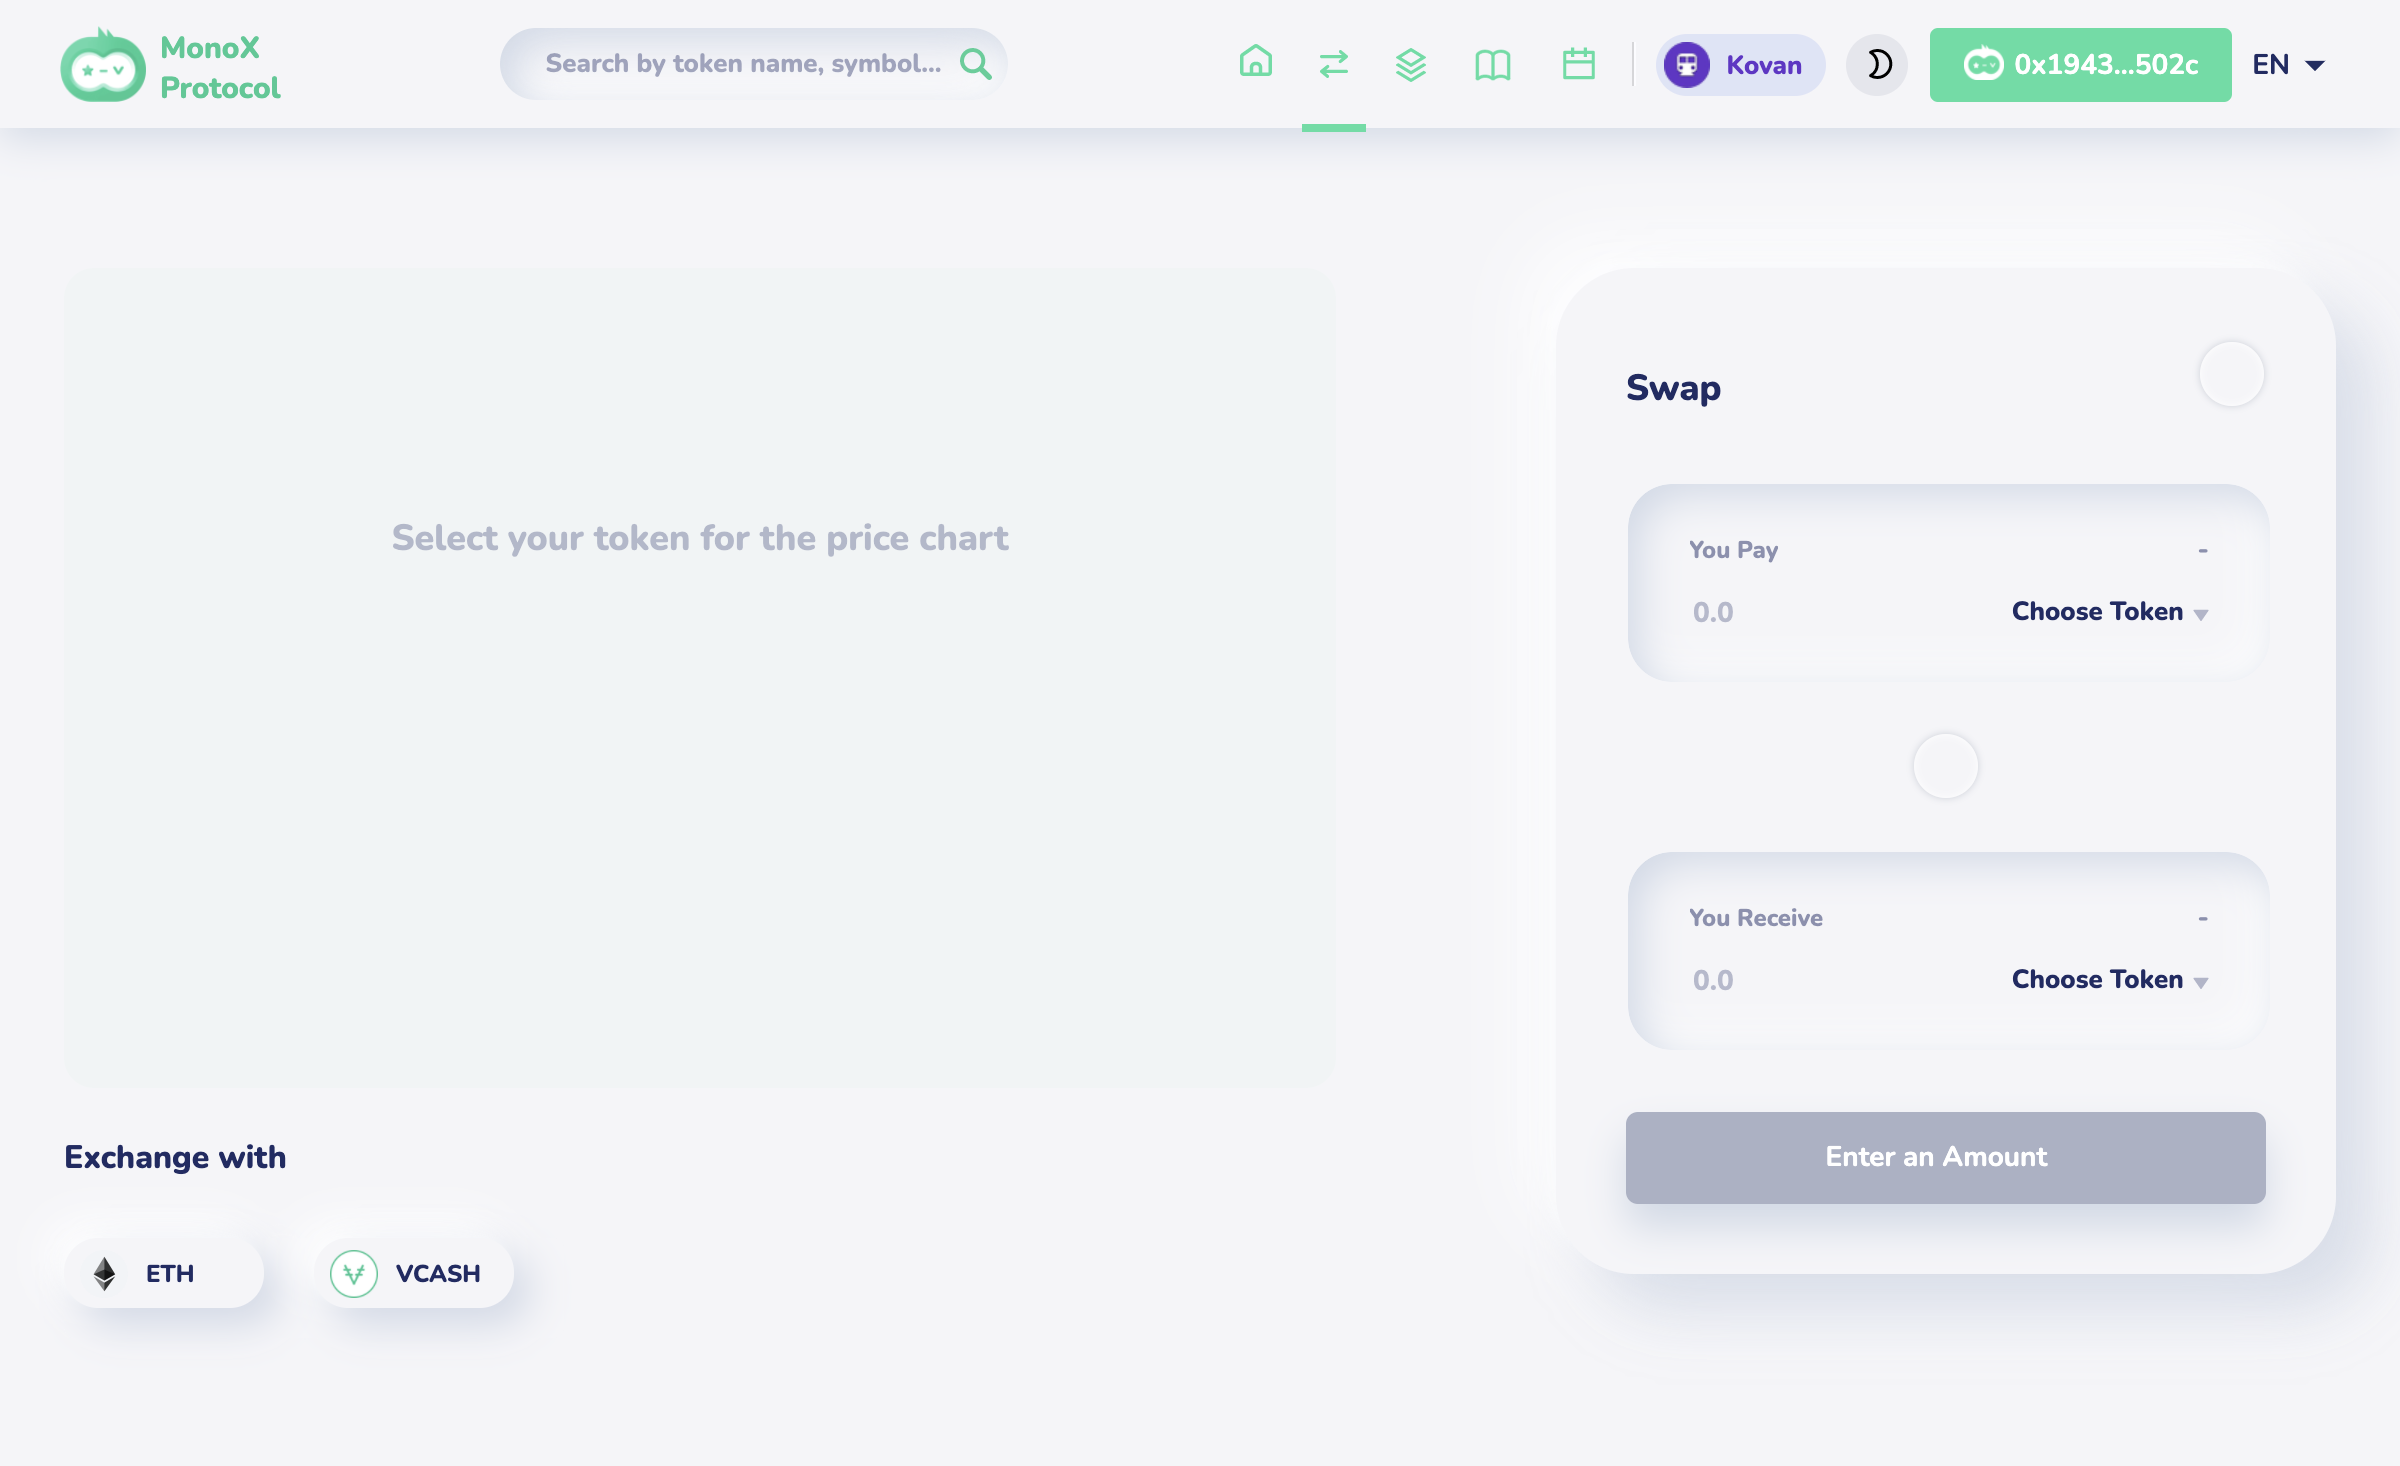 MonoX
Protocol
Search by token name, symbol...
Kovan
0x1943...502c
EN
Select your token for the price chart
Swap
You Pay
-
0.0
Choose Token
You Receive
-
0.0
Choose Token
Enter an Amount
Exchange with
ETH
VCASH